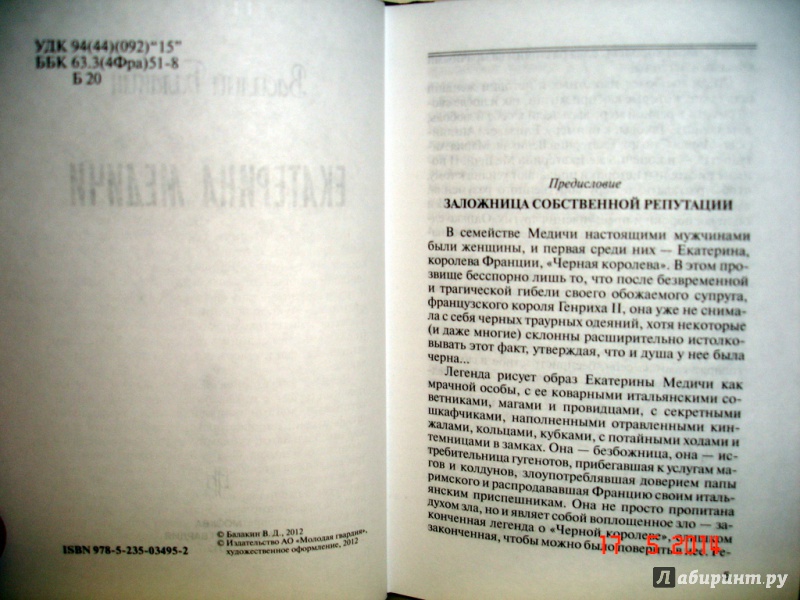 УДК 94(44)(092)"15"
ББК 63.3(4Фра)51-8
Б 20
ЕКАТЕРИНА МЕДИЧИ
© Балакин В. Д., 2012
© Издательство АО «Молодая гвардия»,
художественное оформление, 2012
ISBN 978-5-235-03495-2
Предисловие
ЗАЛОЖНИЦА СОБСТВЕННОЙ РЕПУТАЦИИ
В семействе Медичи настоящими мужчинами
были женщины, и первая среди них — Екатерина,
королева Франции, «Черная королева». В этом про-
звище бесспорно лишь то, что после безвременной
и трагической гибели своего обожаемого супруга,
французского короля Генриха II, она уже не снима-
ла с себя черных траурных одеяний, хотя некоторые
(и даже многие) склонны расширительно истолко-
вывать этот факт, утверждая, что и душа у нее была
черна...
Легенда рисует образ Екатерины Медичи как
мрачной особы, с ее коварными итальянскими со-
ветниками, магами и провидцами, с секретными
шкафчиками, наполненными отравленными кин-
жалами, кольцами, кубками, с потайными ходами и
темницами в замках. Она — безбожница, она — ис-
требительница гугенотов, прибегавшая к услугам ма-
гов и колдунов, злоупотреблявшая доверием папы
римского и распродававшая Францию своим италь-
янским приспешникам. Она не просто пропитана
духом зла, но и являет собой воплощенное зло — за-
конченная легенда о «Черной королеве»,
законченная, чтобы можно было поверить
17 5 2014
Лабиринт.ру